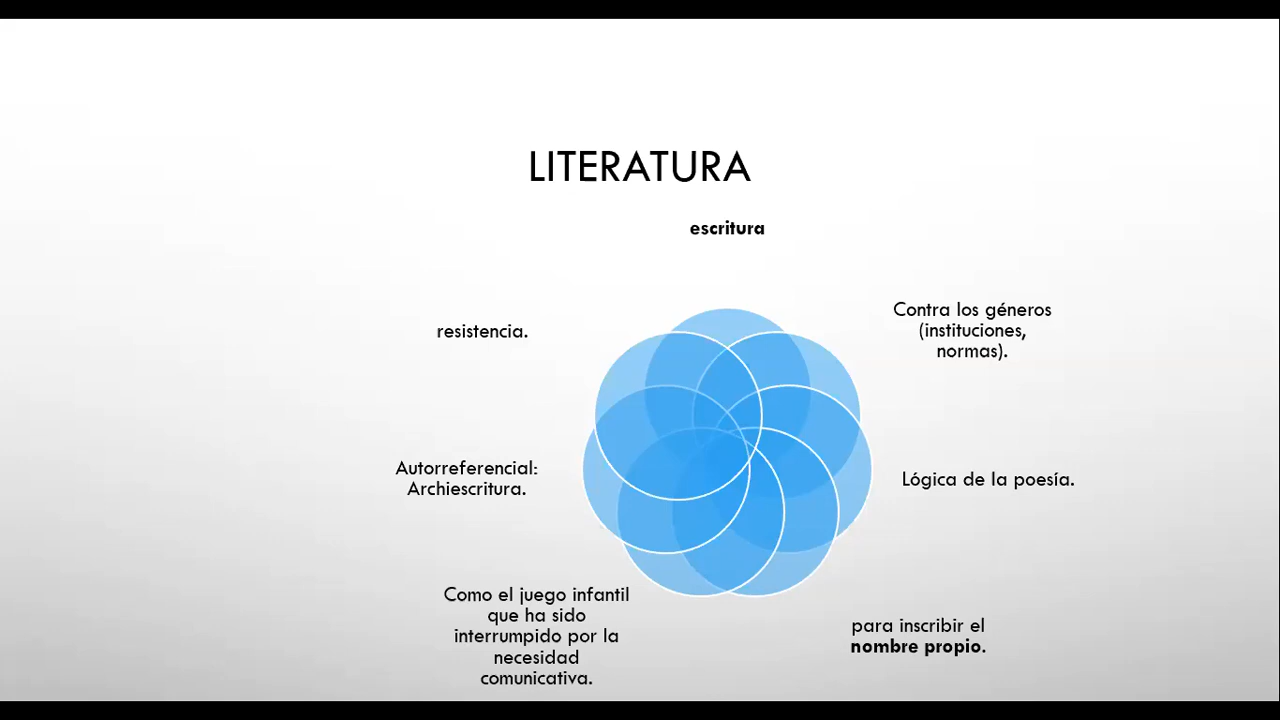 LITERATURA
escritura
Contra los géneros
(instituciones,
normas).
Lógica de la poesía.
para inscribir el
nombre propio.
Como el juego infantil
que ha sido
interrumpido por la
necesidad
comunicativa.
Autorreferencial:
Archiescritura.
resistencia.